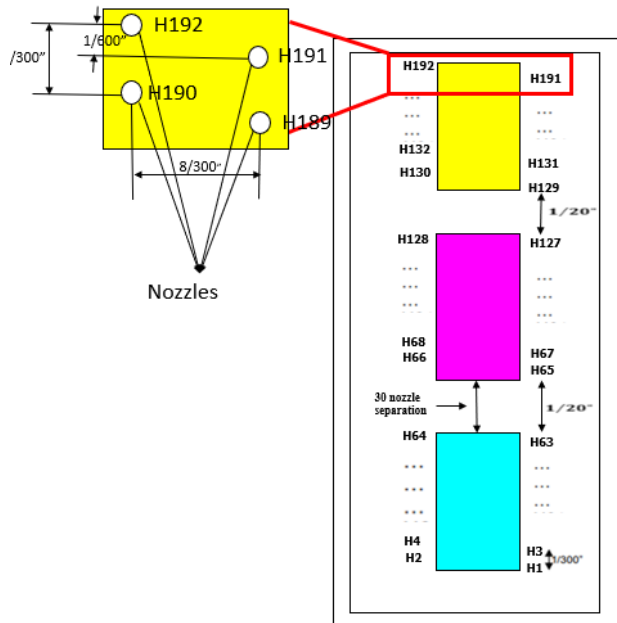 H192
1/600"
/300"
H191
H190
H189
8/300"
Nozzles
H192
H191
...
...
...
...
H132
H131
H130
H129
1/20"
H128
H127
...
...
...
...
H68
H67
H66
H65
30 nozzle
separation
1/20"
H64
H63
...
...
...
...
...
...
H4
H3
H2
1/300"
H1